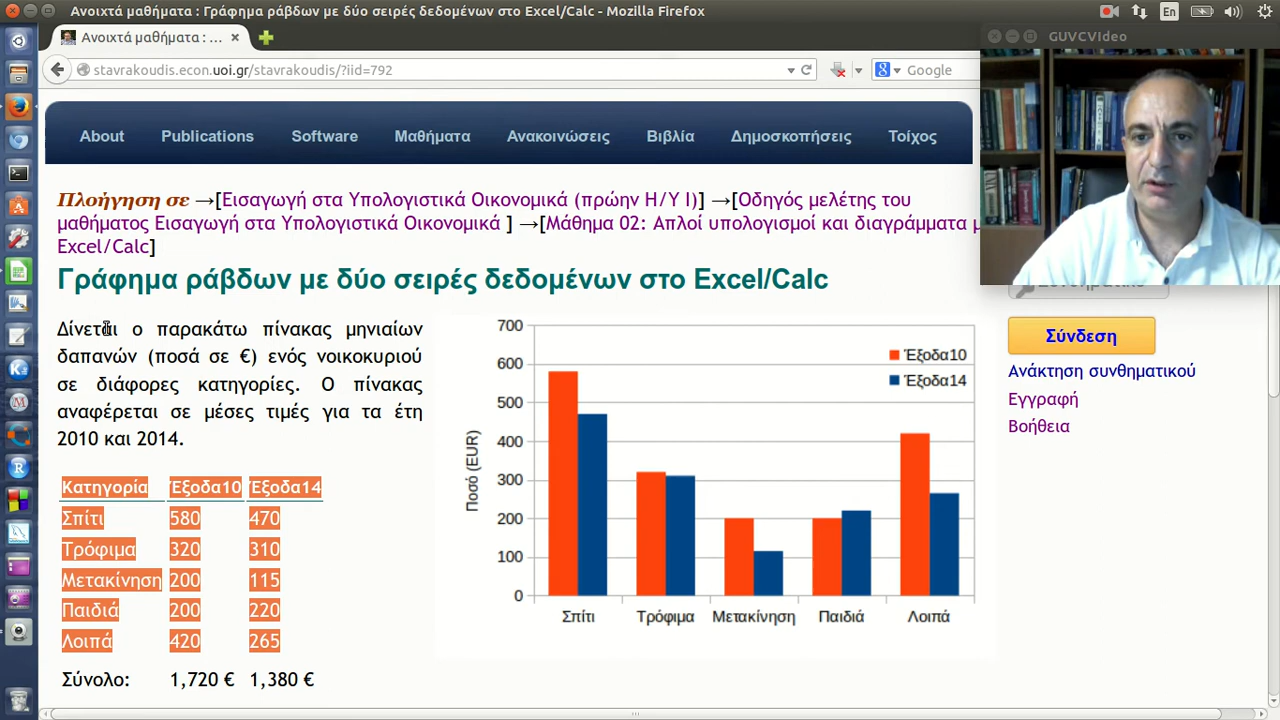 Ανοιχτά μαθήματα : Γράφημα ράβδων με δύο σειρές δεδομένων στο Excel/Calc - Mozilla Firefox
En
Ανοιχτά μαθήματα : ...
GUVCVIdeo
stavrakoudis.econ.uoi.gr/stavrakoudis/?iid=792
Google
About Publications Software Μαθήματα Ανακοινώσεις Βιβλία Δημοσκοπήσεις Τοίχος
Πλοήγηση σε →[Εισαγωγή στα Υπολογιστικά Οικονομικά (πρώην Η/Υ Ι)] →[Οδηγός μελέτης του
μαθήματος Εισαγωγή στα Υπολογιστικά Οικονομικά ] →[Μάθημα 02: Απλοί υπολογισμοί και διαγράμματα μ
Excel/Calc]
Γράφημα ράβδων με δύο σειρές δεδομένων στο Excel/Calc
Δίνεται ο παρακάτω πίνακας μηνιαίων
δαπανών (ποσά σε €) ενός νοικοκυριού
σε διάφορες κατηγορίες. Ο πίνακας
αναφέρεται σε μέσες τιμές για τα έτη
2010 και 2014.
Κατηγορία Έξοδα10 Έξοδα14
Σπίτι 580 470
Τρόφιμα 320 310
Μετακίνηση 200 115
Παιδιά 200 220
Λοιπά 420 265
Σύνολο: 1,720 € 1,380 €
700
600
500
400
300
200
100
0
Ποσό (EUR)
Έξοδα10
Έξοδα14
Σπίτι Τρόφιμα Μετακίνηση Παιδιά Λοιπά
Σύνδεση
Ανάκτηση συνθηματικού
Εγγραφή
Βοήθεια